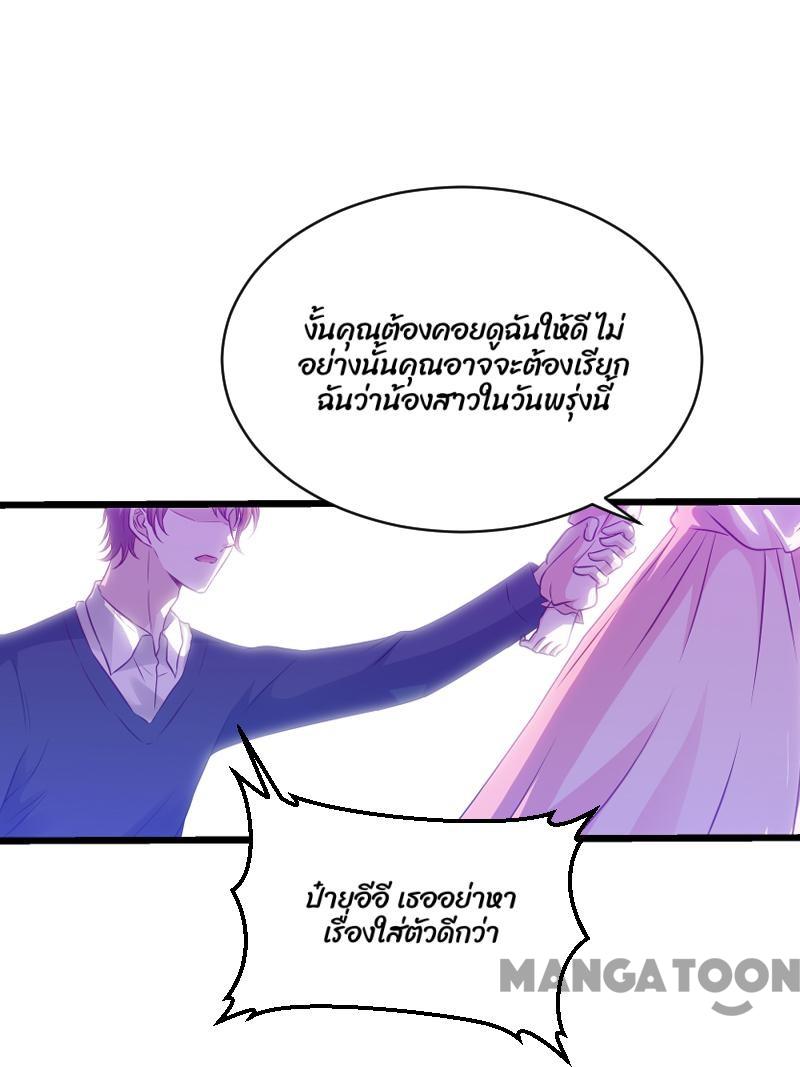 งั้นคุณต้องคอยดูฉันให้ดี ไม่
อย่างนั้นคุณอาจจะต้องเรียก
ฉันว่าน้องสาวในวันพรุ่งนี้
ป๋ายอีอี เธออย่าหา
เรื่องใส่ตัวดีกว่า
MANGATOON